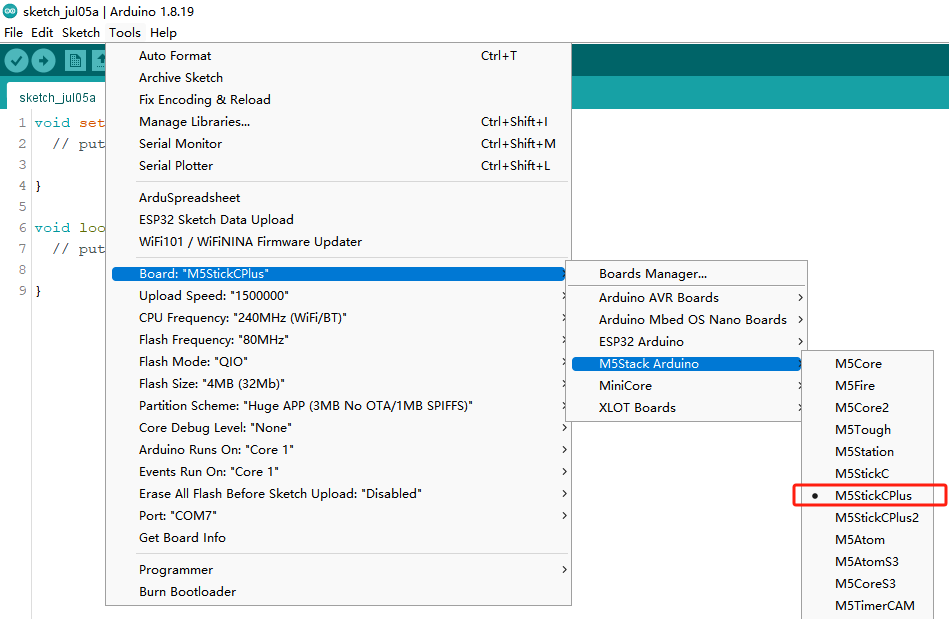 sketch_jul05a | Arduino 1.8.19
File Edit Sketch Tools Help
sketch_jul05a
1 void set
2 // put
3
4 }
5
6 void loo
7 // put
8
9 }
Auto Format Ctrl+T
Archive Sketch
Fix Encoding & Reload
Manage Libraries... Ctrl+Shift+I
Serial Monitor Ctrl+Shift+M
Serial Plotter Ctrl+Shift+L
ArduSpreadsheet
ESP32 Sketch Data Upload
WiFi101 / WiFiNINA Firmware Updater
Board: "M5StickCPlus"
Upload Speed: "1500000"
CPU Frequency: "240MHz (WiFi/BT)"
Flash Frequency: "80MHz"
Flash Mode: "QIO"
Flash Size: "4MB (32Mb)"
Partition Scheme: "Huge APP (3MB No OTA/1MB SPIFFS)"
Core Debug Level: "None"
Arduino Runs On: "Core 1"
Events Run On: "Core 1"
Erase All Flash Before Sketch Upload: "Disabled"
Port: "COM7"
Get Board Info
Programmer
Burn Bootloader
Boards Manager...
Arduino AVR Boards
Arduino Mbed OS Nano Boards
ESP32 Arduino
M5Stack Arduino
MiniCore
XLOT Boards
M5Core
M5Fire
M5Core2
M5Tough
M5Station
M5StickC
M5StickCPlus
M5StickCPlus2
M5Atom
M5AtomS3
M5CoreS3
M5TimerCAM